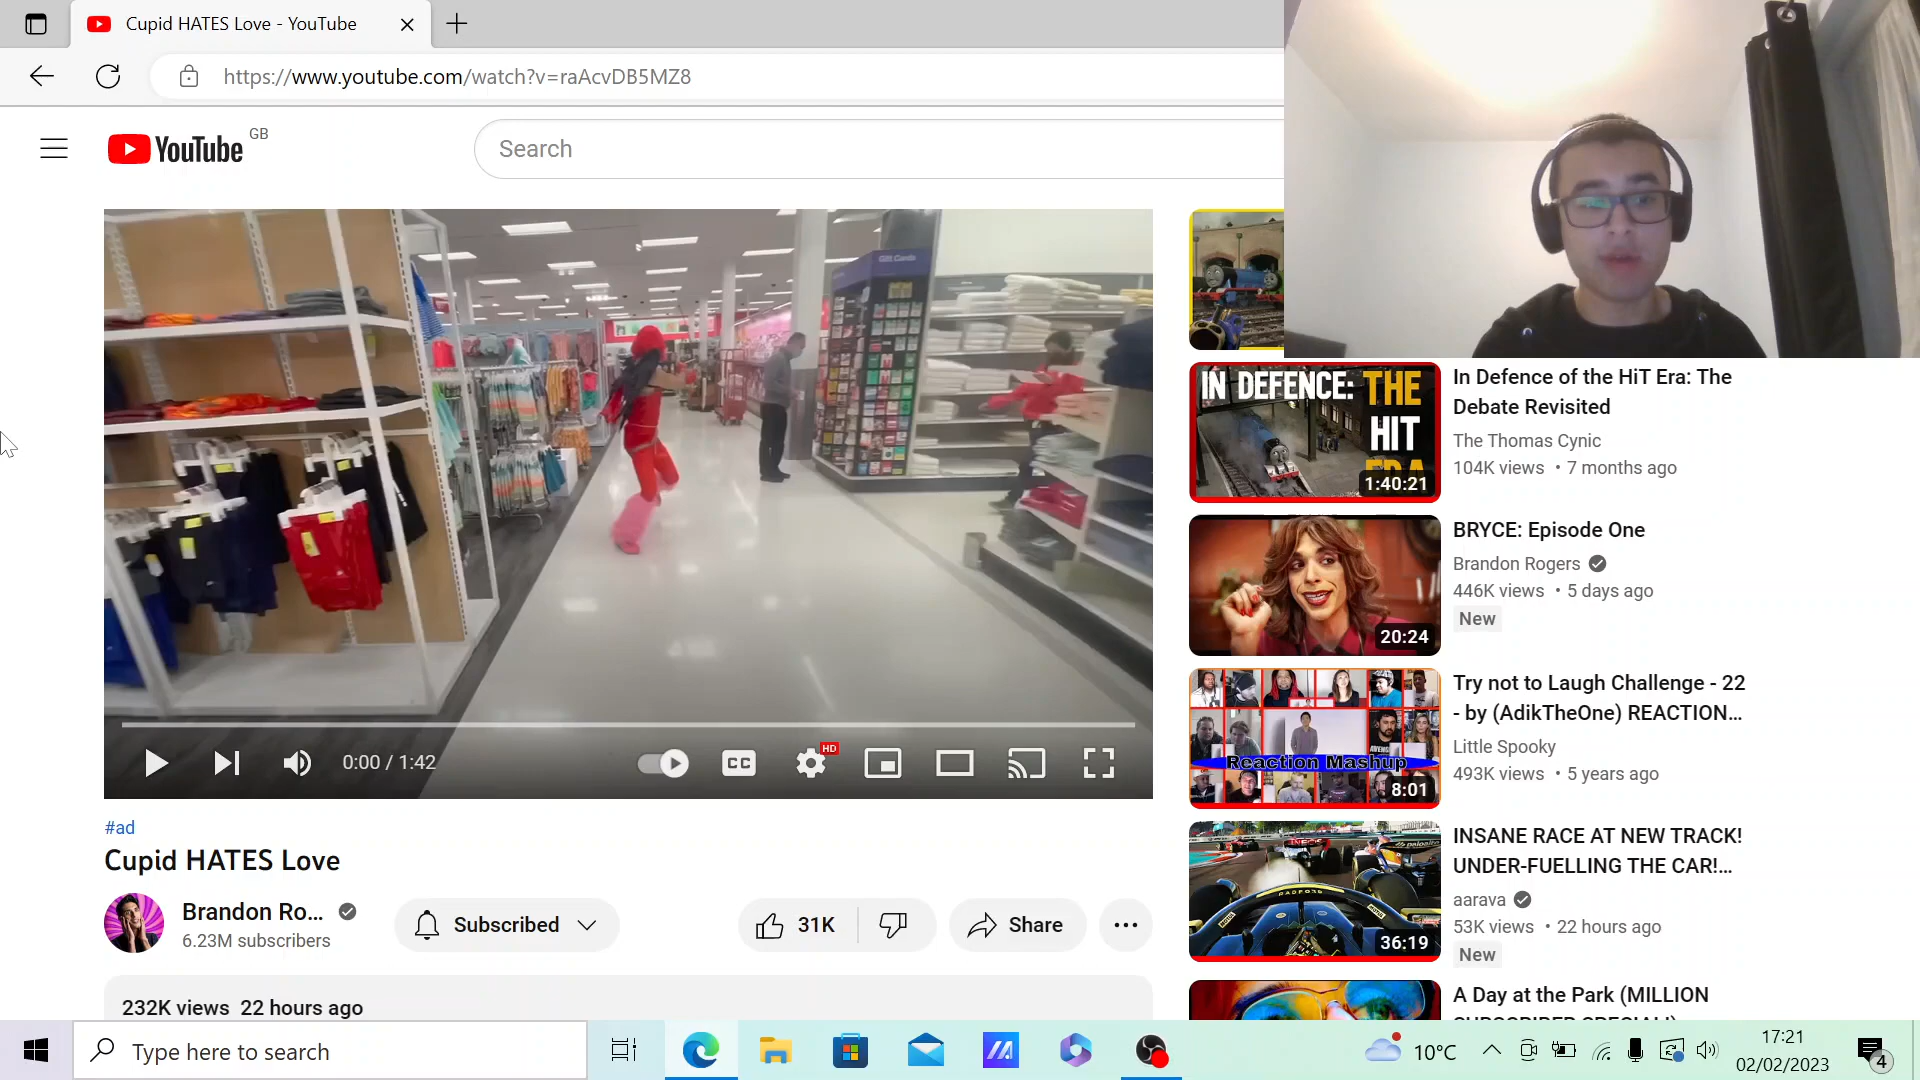 Cupid HATES Love - YouTube
https://www.youtube.com/watch?v=raAcvDB5MZ8
YouTube GB
Search
Gift Cards
0:00 / 1:42
CC
HD
#ad
Cupid HATES Love
Brandon Ro...
6.23M subscribers
Subscribed
31K
Share
232K views 22 hours ago
IN DEFENCE: THE
HIT
ERA
1:40:21
In Defence of the HiT Era: The
Debate Revisited
The Thomas Cynic
104K views • 7 months ago
20:24
BRYCE: Episode One
Brandon Rogers
446K views • 5 days ago
New
Reaction Mashup
8:01
Try not to Laugh Challenge - 22
- by (AdikTheOne) REACTION...
Little Spooky
493K views • 5 years ago
36:19
INSANE RACE AT NEW TRACK!
UNDER-FUELLING THE CAR!...
aarava
53K views • 22 hours ago
New
A Day at the Park (MILLION
SUBSCRIBER SPECIAL!)
Type here to search
10°C
17:21
02/02/2023
4